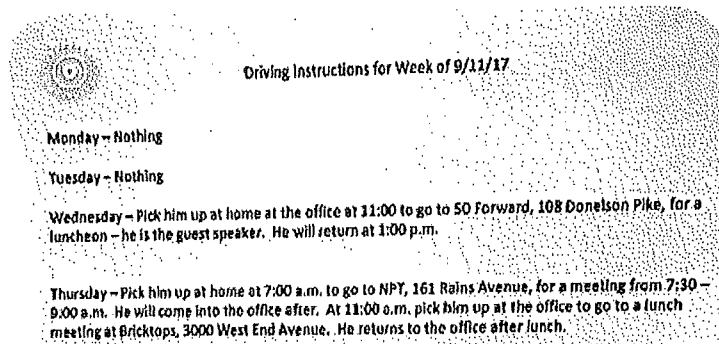 Driving Instructions for Week of 9/11/17
Monday – Nothing
Tuesday – Nothing
Wednesday – Pick him up at home at the office at 11:00 to go to 50 Forward, 108 Donelson Pike, for a
luncheon – he is the guest speaker. He will return at 1:00 p.m.
Thursday – Pick him up at home at 7:00 a.m. to go to NPT, 161 Rains Avenue, for a meeting from 7:30 –
9:00 a.m. He will come into the office after. At 11:00 a.m. pick him up at the office to go to a lunch
meeting at Bricktops, 3000 West End Avenue. He returns to the office after lunch.